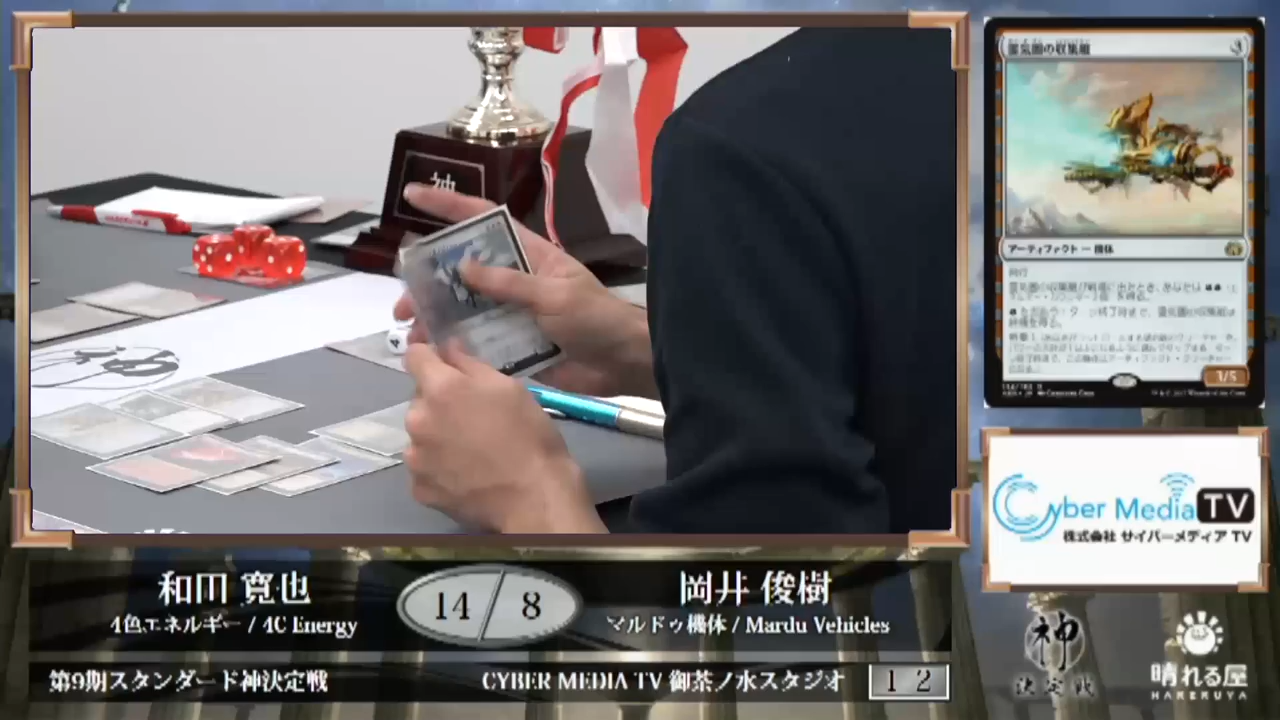 神
霊気圏の収集艇
3
アーティファクト — 機体
飛行
3/5
Cyber Media TV
株式会社 サイバーメディア TV
和田 寛也
4色エネルギー / 4C Energy
14 / 8
岡井 俊樹
マルドゥ機体 / Mardu Vehicles
第9期スタンダード神決定戦
CYBER MEDIA TV 御茶ノ水スタジオ
1 2
神
決定戦
晴れる屋
HARERUYA